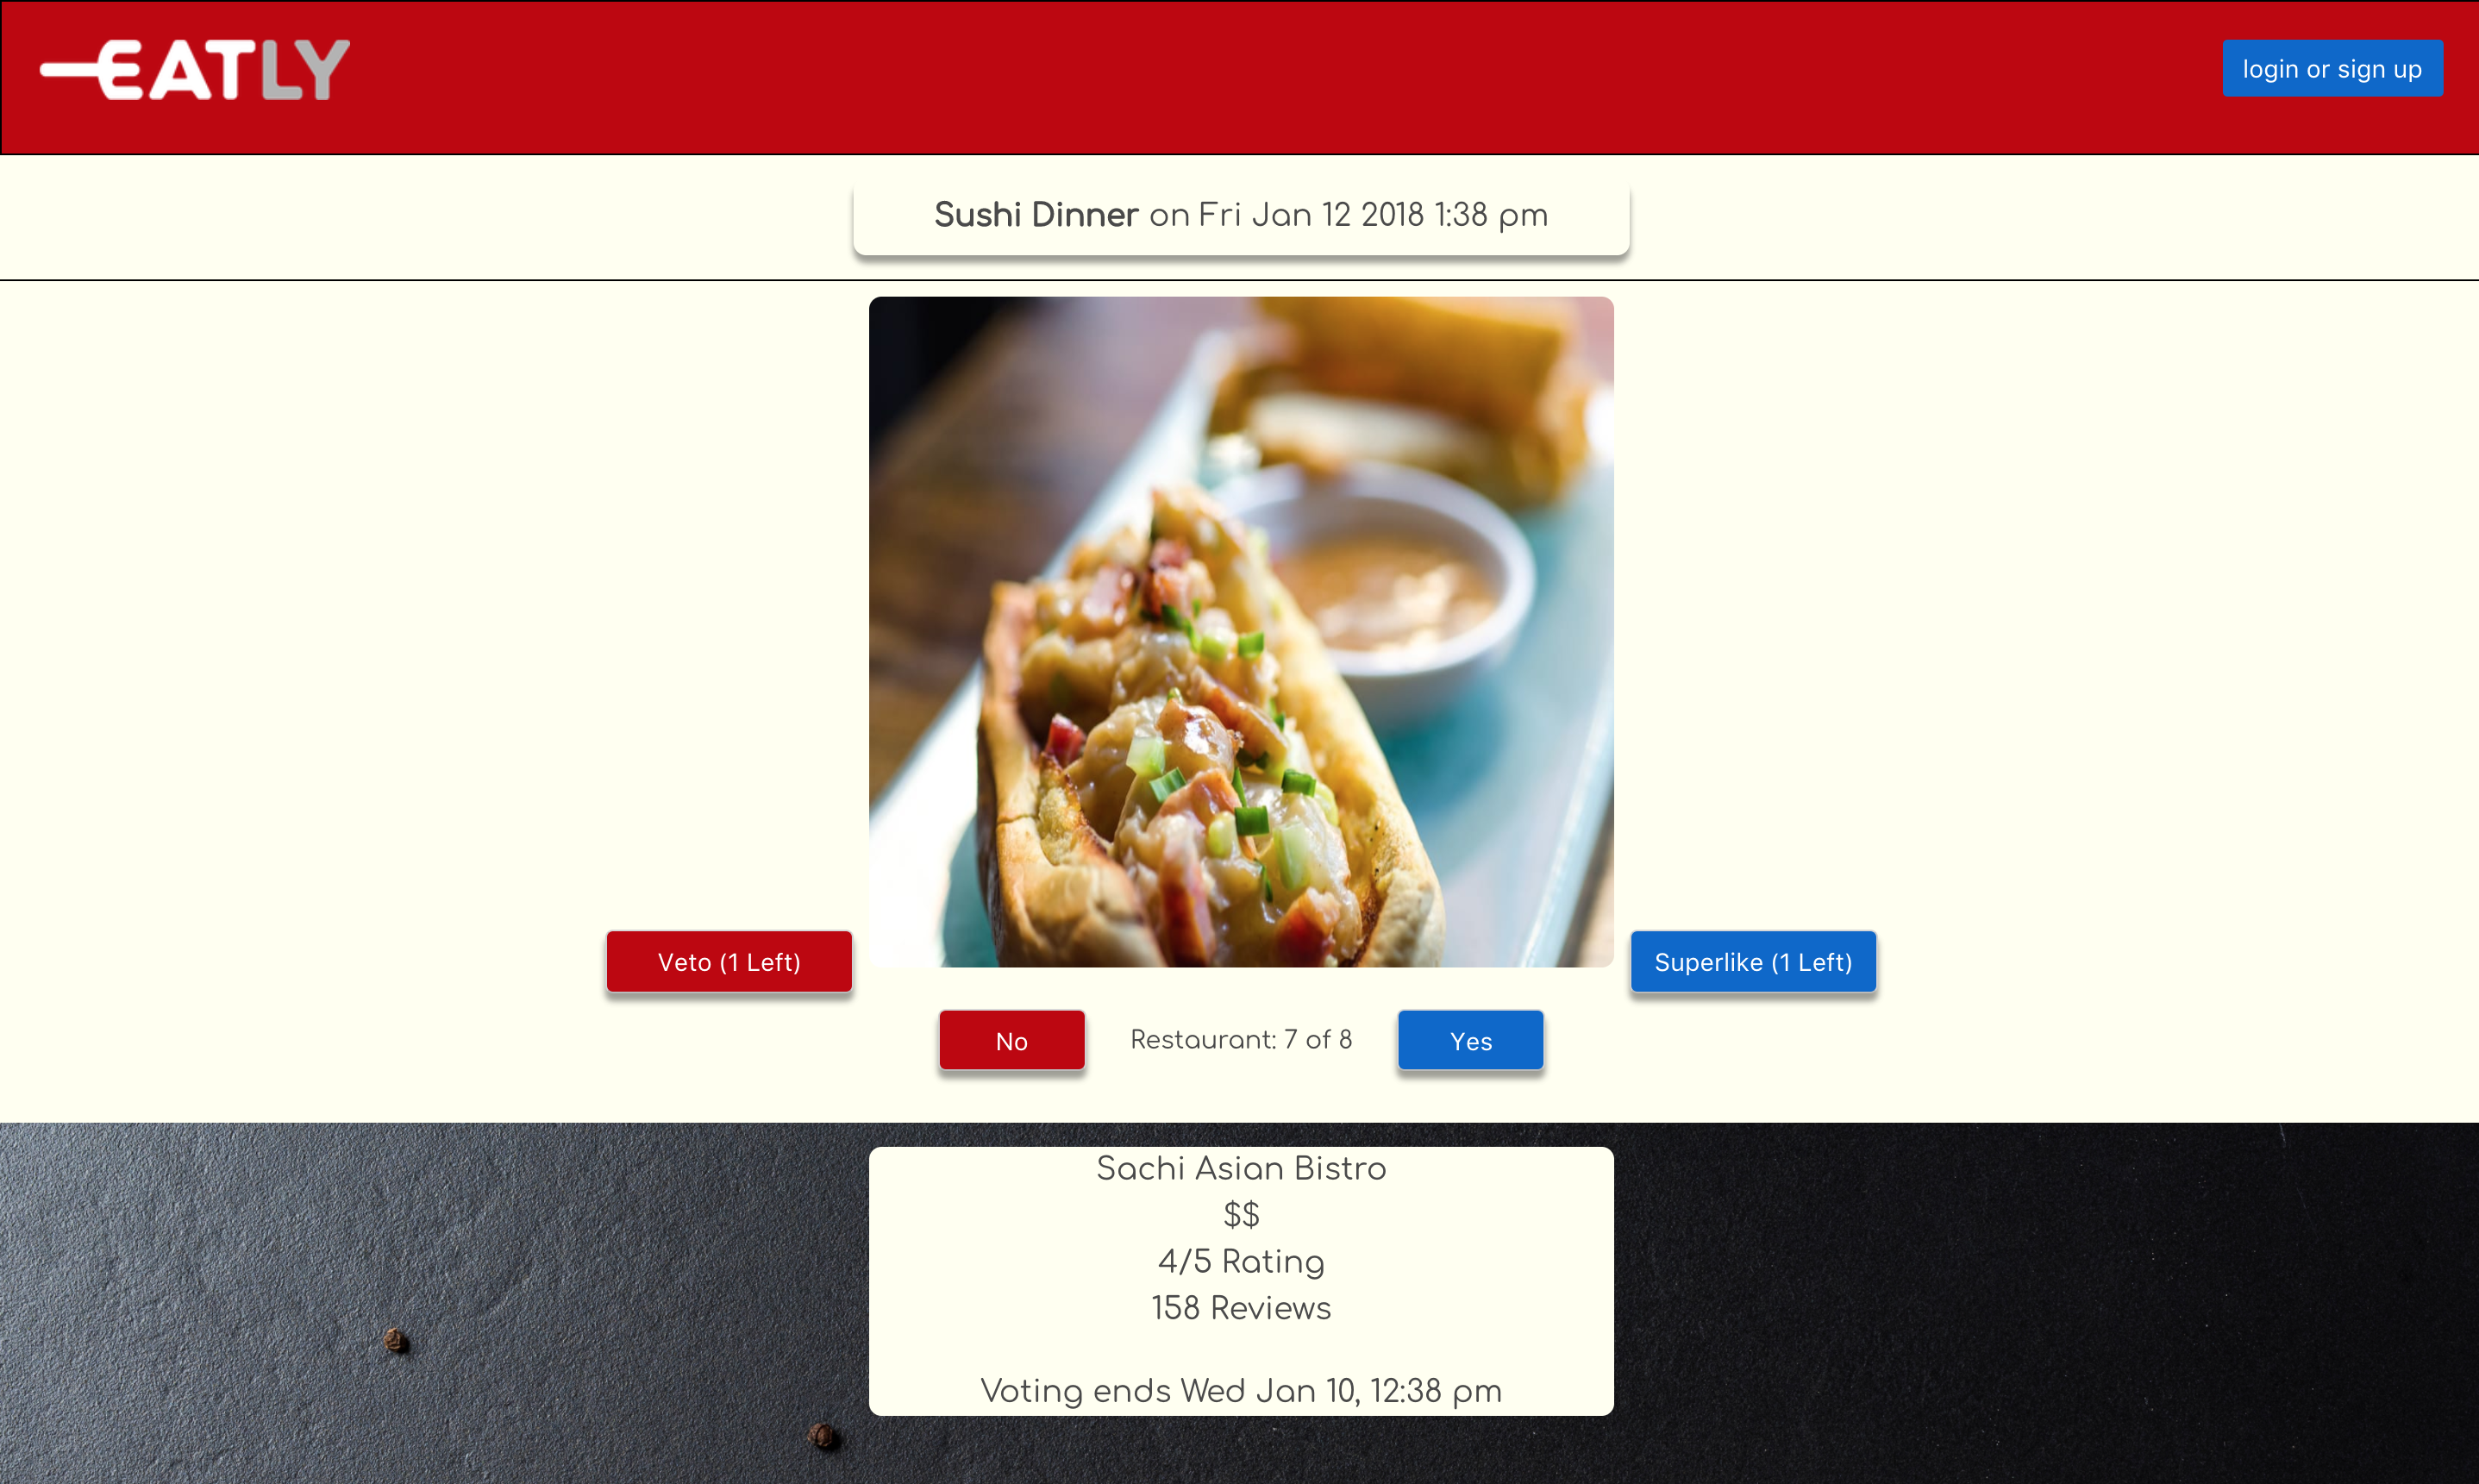 EATLY
login or sign up
Sushi Dinner on Fri Jan 12 2018 1:38 pm
Veto (1 Left)
Superlike (1 Left)
No
Restaurant: 7 of 8
Yes
Sachi Asian Bistro
$$
4/5 Rating
158 Reviews
Voting ends Wed Jan 10, 12:38 pm